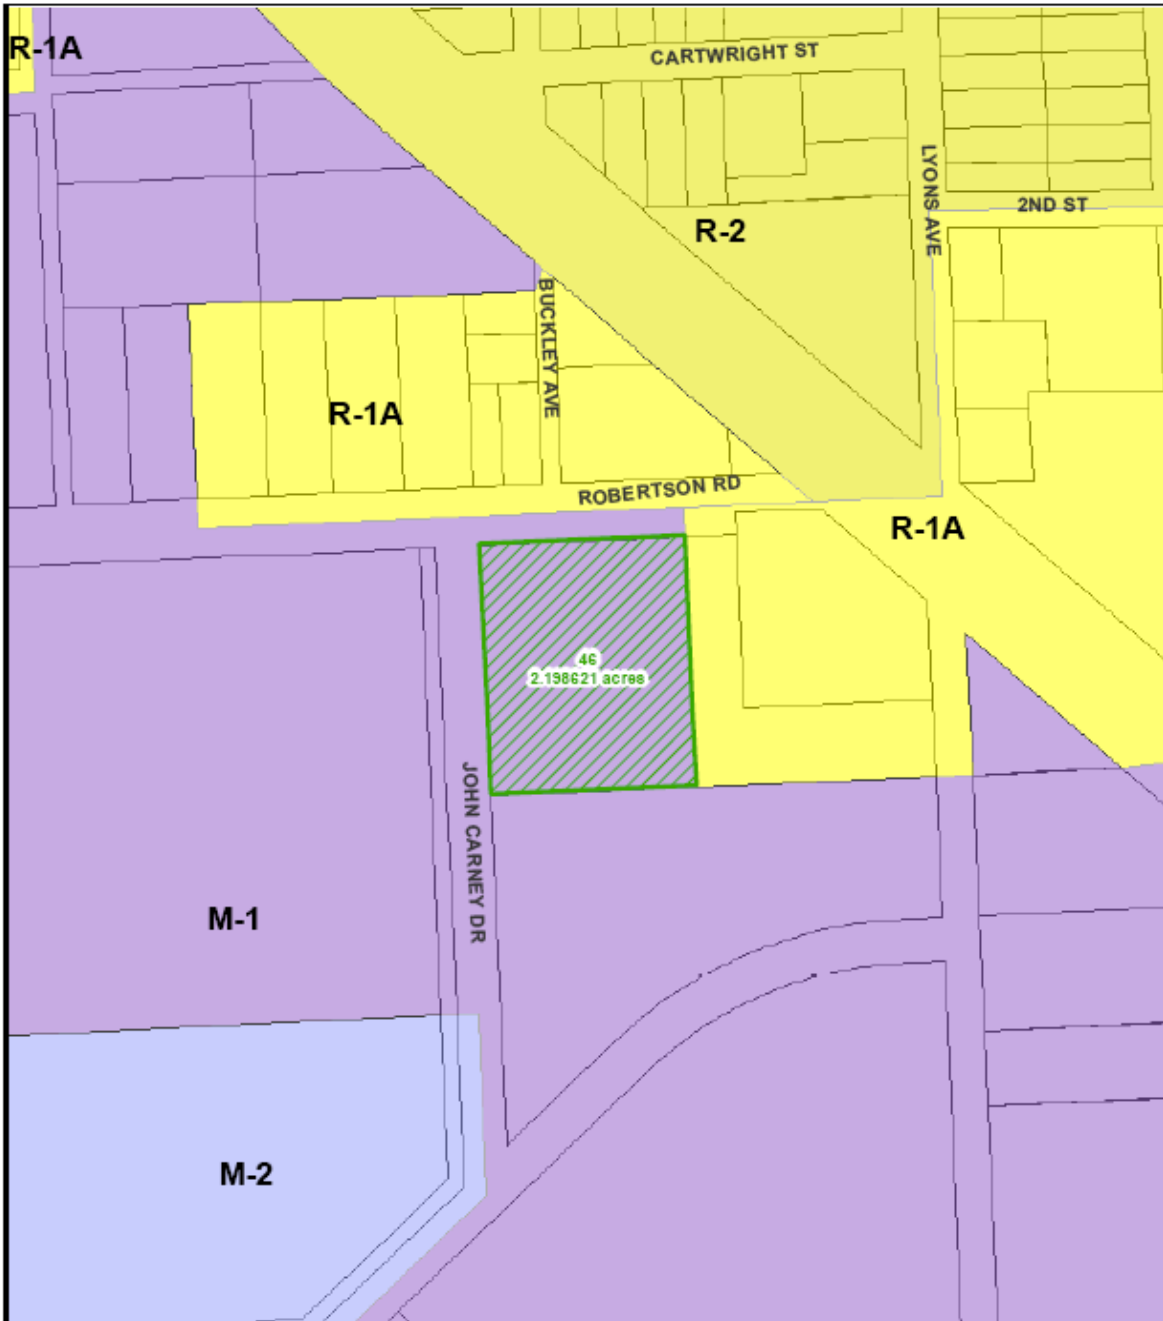 R-1A
CARTWRIGHT ST
LYONS AVE
2ND ST
R-2
BUCKLEY AVE
R-1A
ROBERTSON RD
R-1A
46
2.198621 acres
JOHN CARNEY DR
M-1
M-2